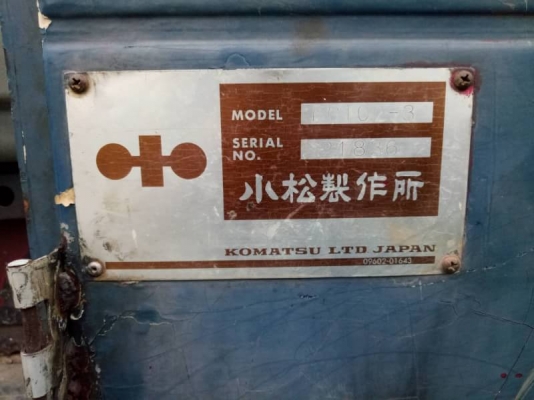 MODEL
SERIAL
NO.
小松製作所
KOMATSU LTD JAPAN
09602-01643